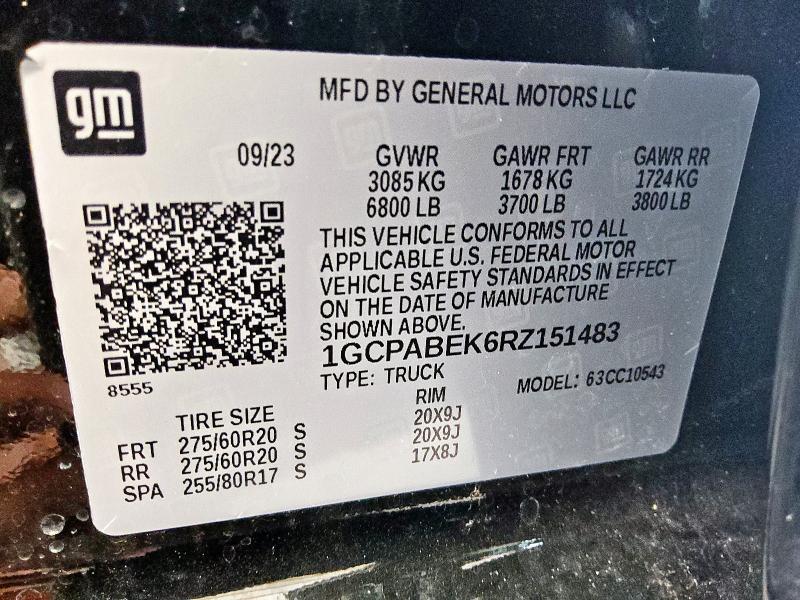 gm
MFD BY GENERAL MOTORS LLC
09/23 GVWR GAWR FRT GAWR RR
3085 KG 1678 KG 1724 KG
6800 LB 3700 LB 3800 LB
THIS VEHICLE CONFORMS TO ALL
APPLICABLE U.S. FEDERAL MOTOR
VEHICLE SAFETY STANDARDS IN EFFECT
ON THE DATE OF MANUFACTURE
SHOWN ABOVE.
1GCPABEK6RZ151483
8555
TYPE: TRUCK MODEL: 63CC10543
TIRE SIZE RIM
FRT 275/60R20 S 20X9J
RR 275/60R20 S 20X9J
SPA 255/80R17 S 17X8J